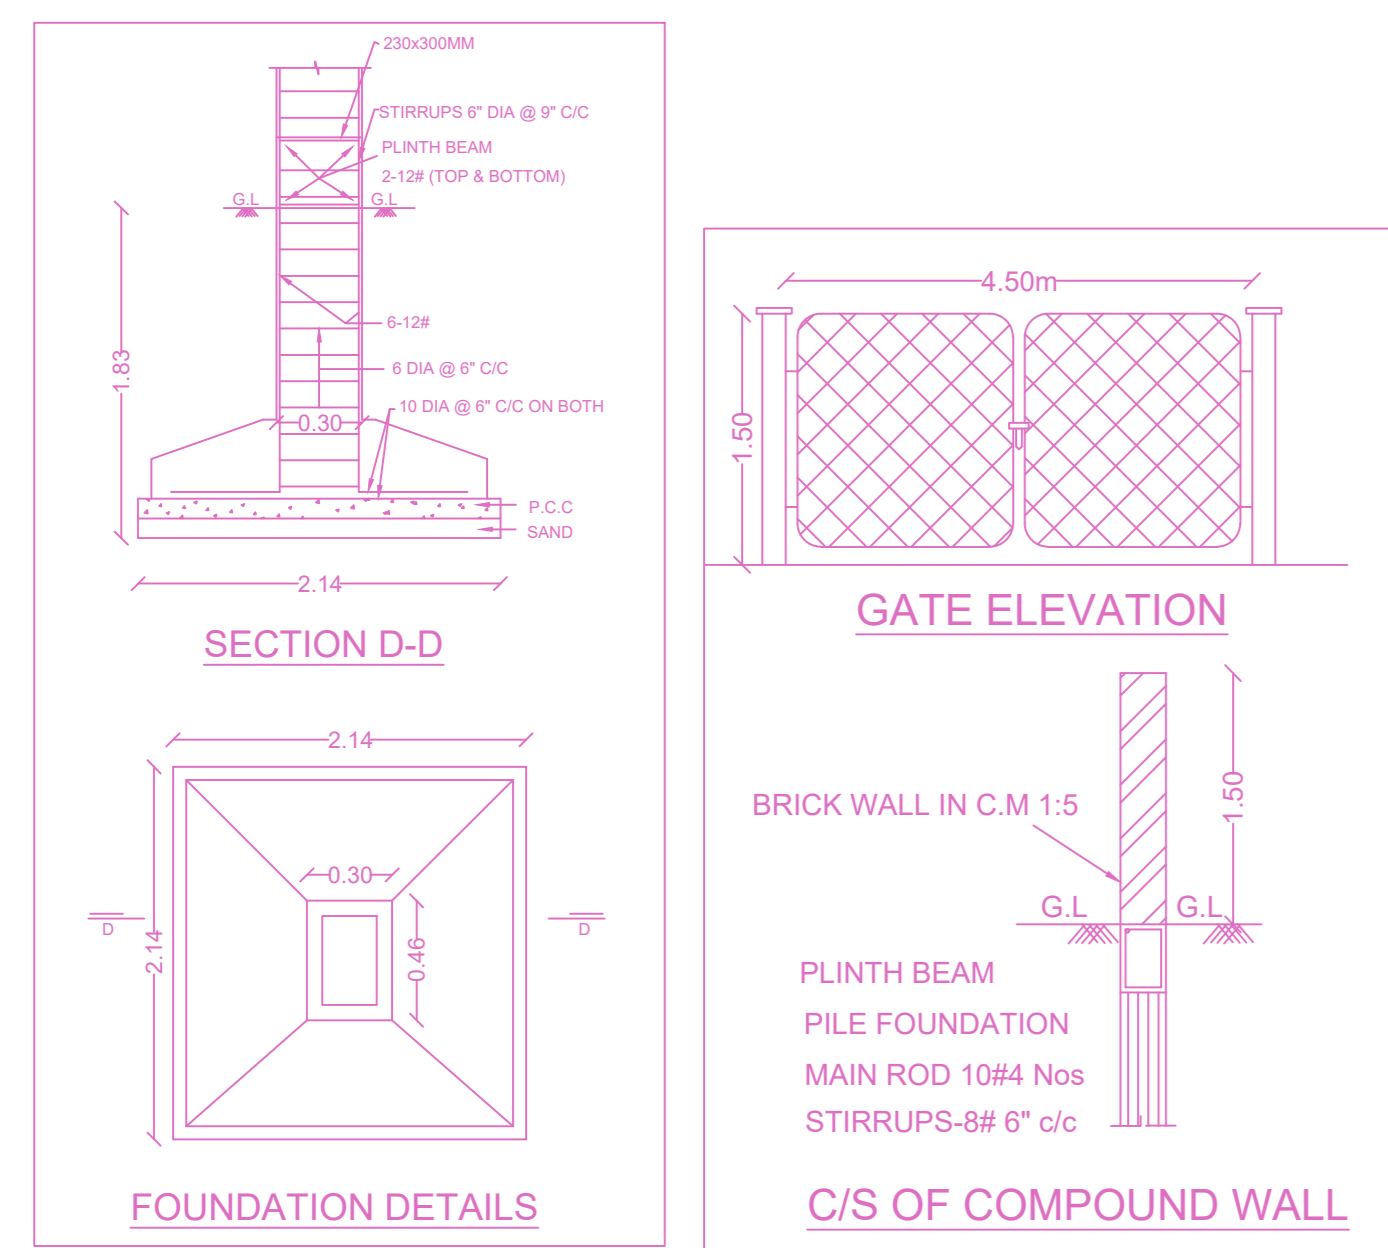 230x300MM
STIRRUPS 6" DIA @ 9" C/C
PLINTH BEAM
2-12# (TOP & BOTTOM)
G.L
G.L
1.83
6-12#
6 DIA @ 6" C/C
10 DIA @ 6" C/C ON BOTH
0.30
P.C.C
SAND
2.14
SECTION D-D
2.14
0.30
0.46
2.14
D
D
FOUNDATION DETAILS
4.50m
1.50
GATE ELEVATION
1.50
BRICK WALL IN C.M 1:5
G.L
G.L
PLINTH BEAM
PILE FOUNDATION
MAIN ROD 10#4 Nos
STIRRUPS-8# 6" c/c
C/S OF COMPOUND WALL